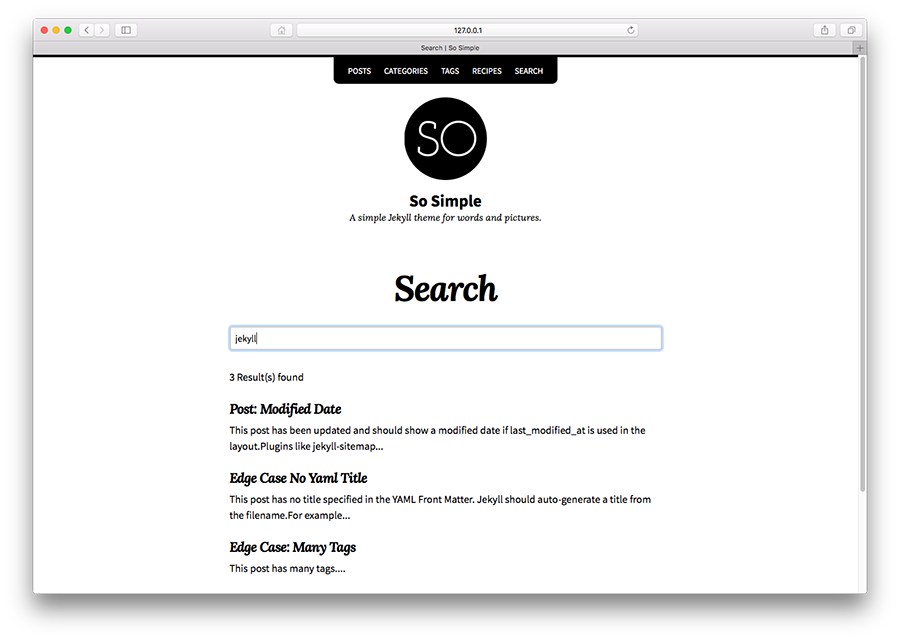 127.0.0.1
Search | So Simple
POSTS CATEGORIES TAGS RECIPES SEARCH
SO
So Simple
A simple Jekyll theme for words and pictures.
Search
jekyll
3 Result(s) found
Post: Modified Date
This post has been updated and should show a modified date if last_modified_at is used in the
layout.Plugins like jekyll-sitemap...
Edge Case No Yaml Title
This post has no title specified in the YAML Front Matter. Jekyll should auto-generate a title from
the filename.For example...
Edge Case: Many Tags
This post has many tags....